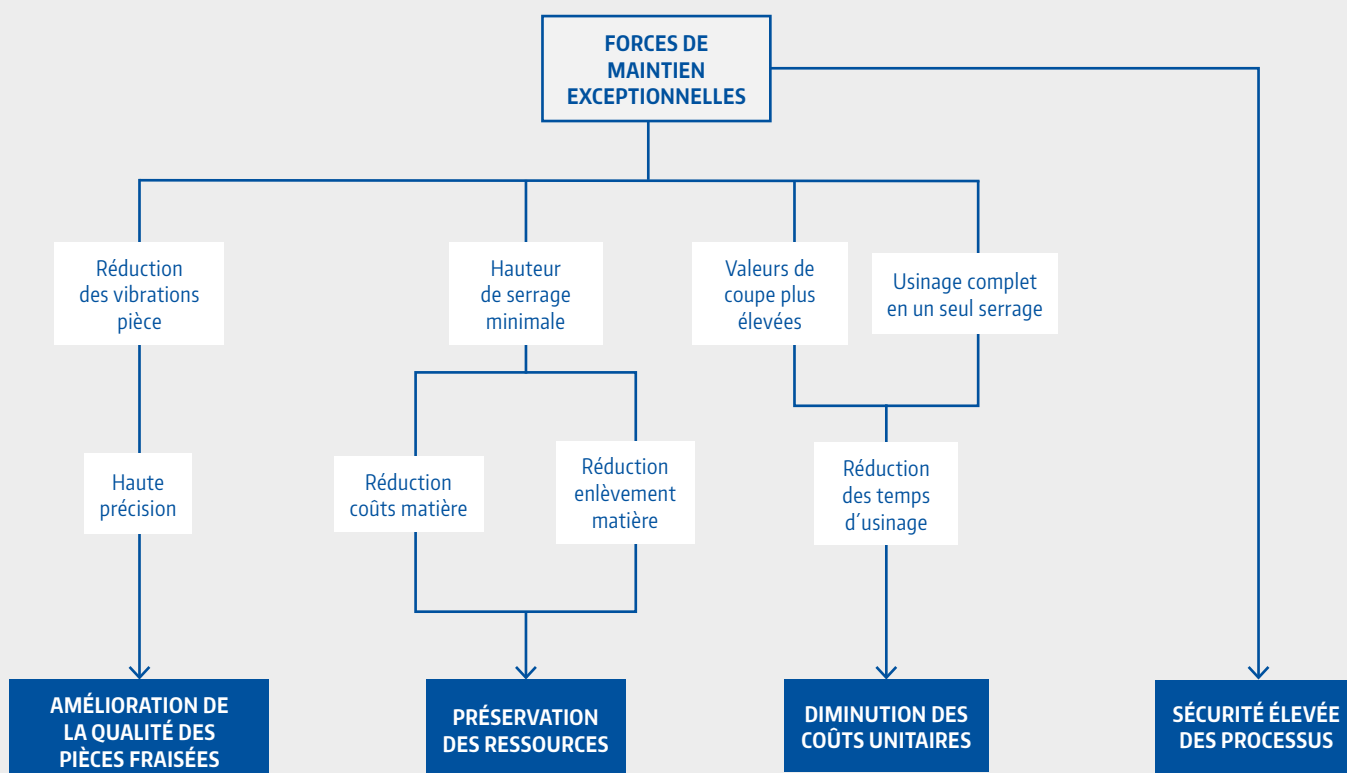 FORCES DE
MAINTIEN
EXCEPTIONNELLES
Réduction
des vibrations
pièce
Hauteur
de serrage
minimale
Valeurs de
coupe plus
élevées
Usinage complet
en un seul serrage
Haute
précision
Réduction
coûts matière
Réduction
enlèvement
matière
Réduction
des temps
d´usinage
AMÉLIORATION DE
LA QUALITÉ DES
PIÈCES FRAISÉES
PRÉSERVATION
DES RESSOURCES
DIMINUTION DES
COÛTS UNITAIRES
SÉCURITÉ ÉLEVÉE
DES PROCESSUS